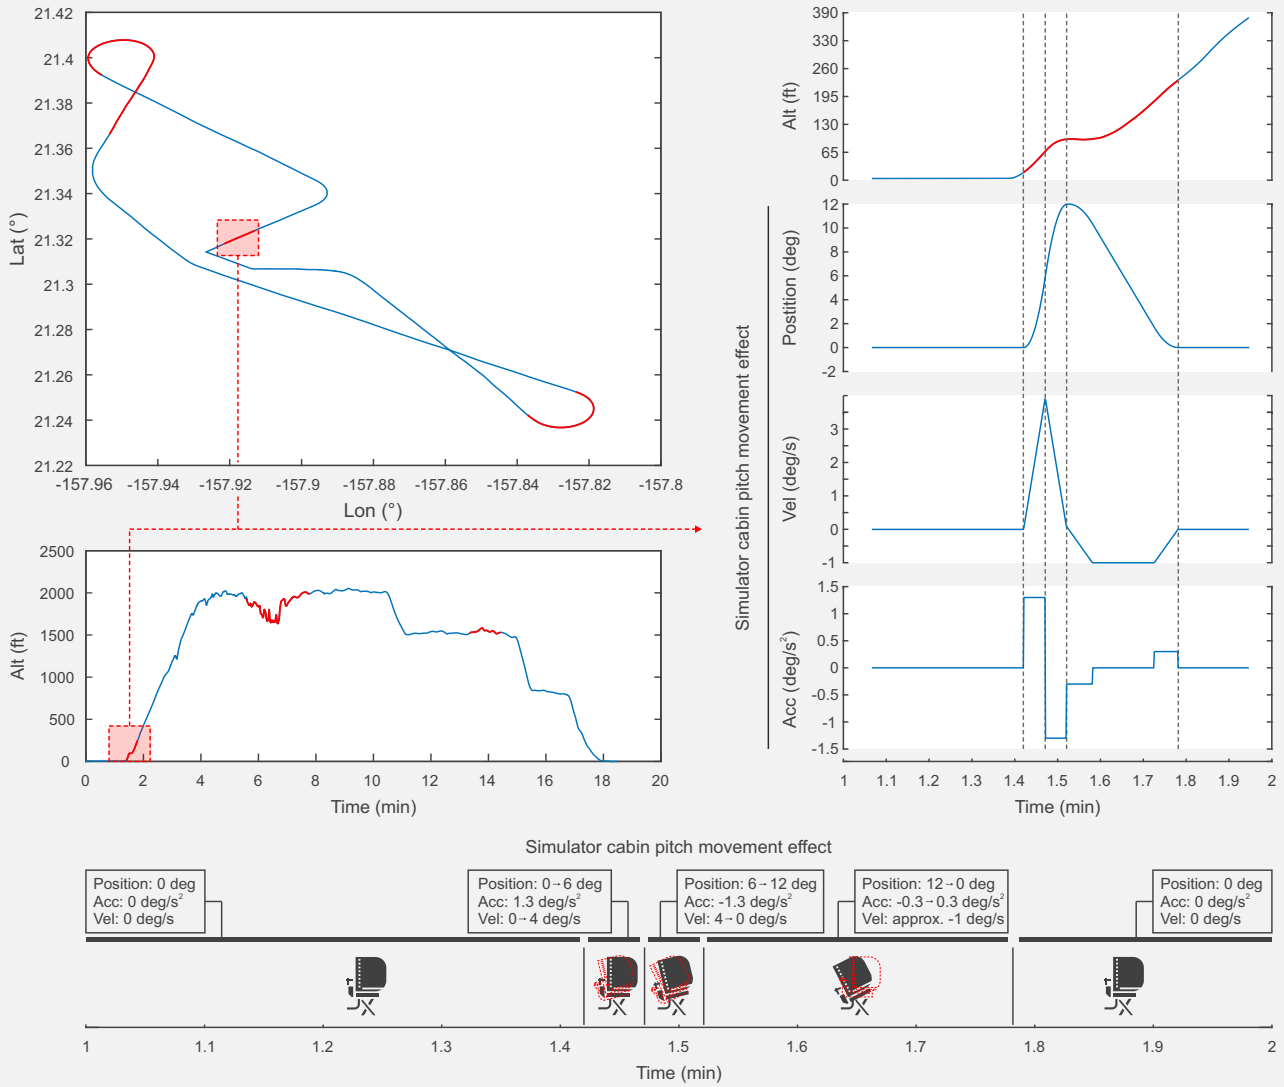 21.42
21.4
21.38
21.36
21.34
21.32
21.3
21.28
21.26
21.24
21.22
Lat (°)
-157.96 -157.94 -157.92 -157.9 -157.88 -157.86 -157.84 -157.82 -157.8
Lon (°)
2500
2000
1500
1000
500
0
Alt (ft)
0 2 4 6 8 10 12 14 16 18 20
Time (min)
390
330
260
195
130
65
0
Alt (ft)
Simulator cabin pitch movement effect
12
10
8
6
4
2
0
-2
Postition (deg)
3
2
1
0
-1
Vel (deg/s)
1.5
1
0.5
0
-0.5
-1
-1.5
Acc (deg/s²)
1 1.1 1.2 1.3 1.4 1.5 1.6 1.7 1.8 1.9 2
Time (min)
Simulator cabin pitch movement effect
Position: 0 deg
Acc: 0 deg/s²
Vel: 0 deg/s
Position: 0→6 deg
Acc: 1.3 deg/s²
Vel: 0→4 deg/s
Position: 6→12 deg
Acc: -1.3 deg/s²
Vel: 4→0 deg/s
Position: 12→0 deg
Acc: -0.3→0.3 deg/s²
Vel: approx. -1 deg/s
Position: 0 deg
Acc: 0 deg/s²
Vel: 0 deg/s
1 1.1 1.2 1.3 1.4 1.5 1.6 1.7 1.8 1.9 2
Time (min)